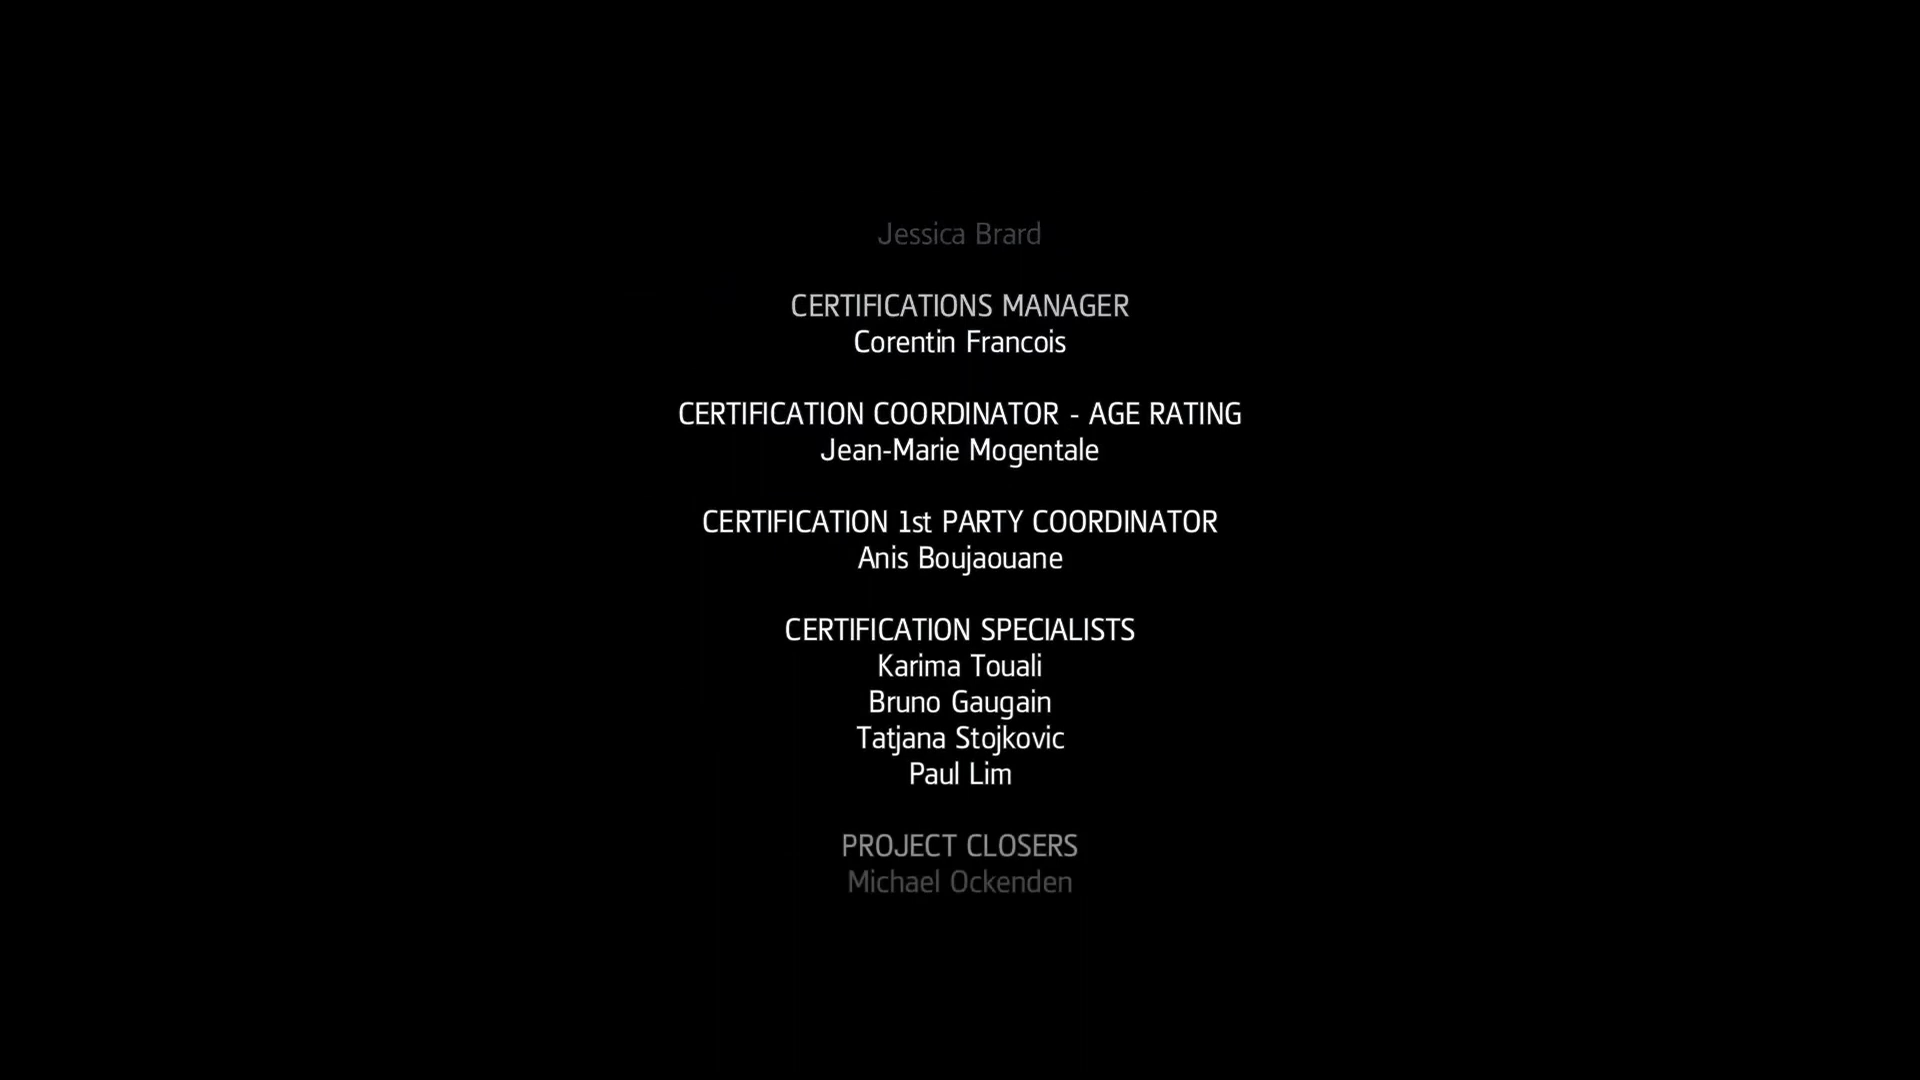 Jessica Brard
CERTIFICATIONS MANAGER
Corentin Francois
CERTIFICATION COORDINATOR - AGE RATING
Jean-Marie Mogentale
CERTIFICATION 1st PARTY COORDINATOR
Anis Boujaouane
CERTIFICATION SPECIALISTS
Karima Touali
Bruno Gaugain
Tatjana Stojkovic
Paul Lim
PROJECT CLOSERS
Michael Ockenden